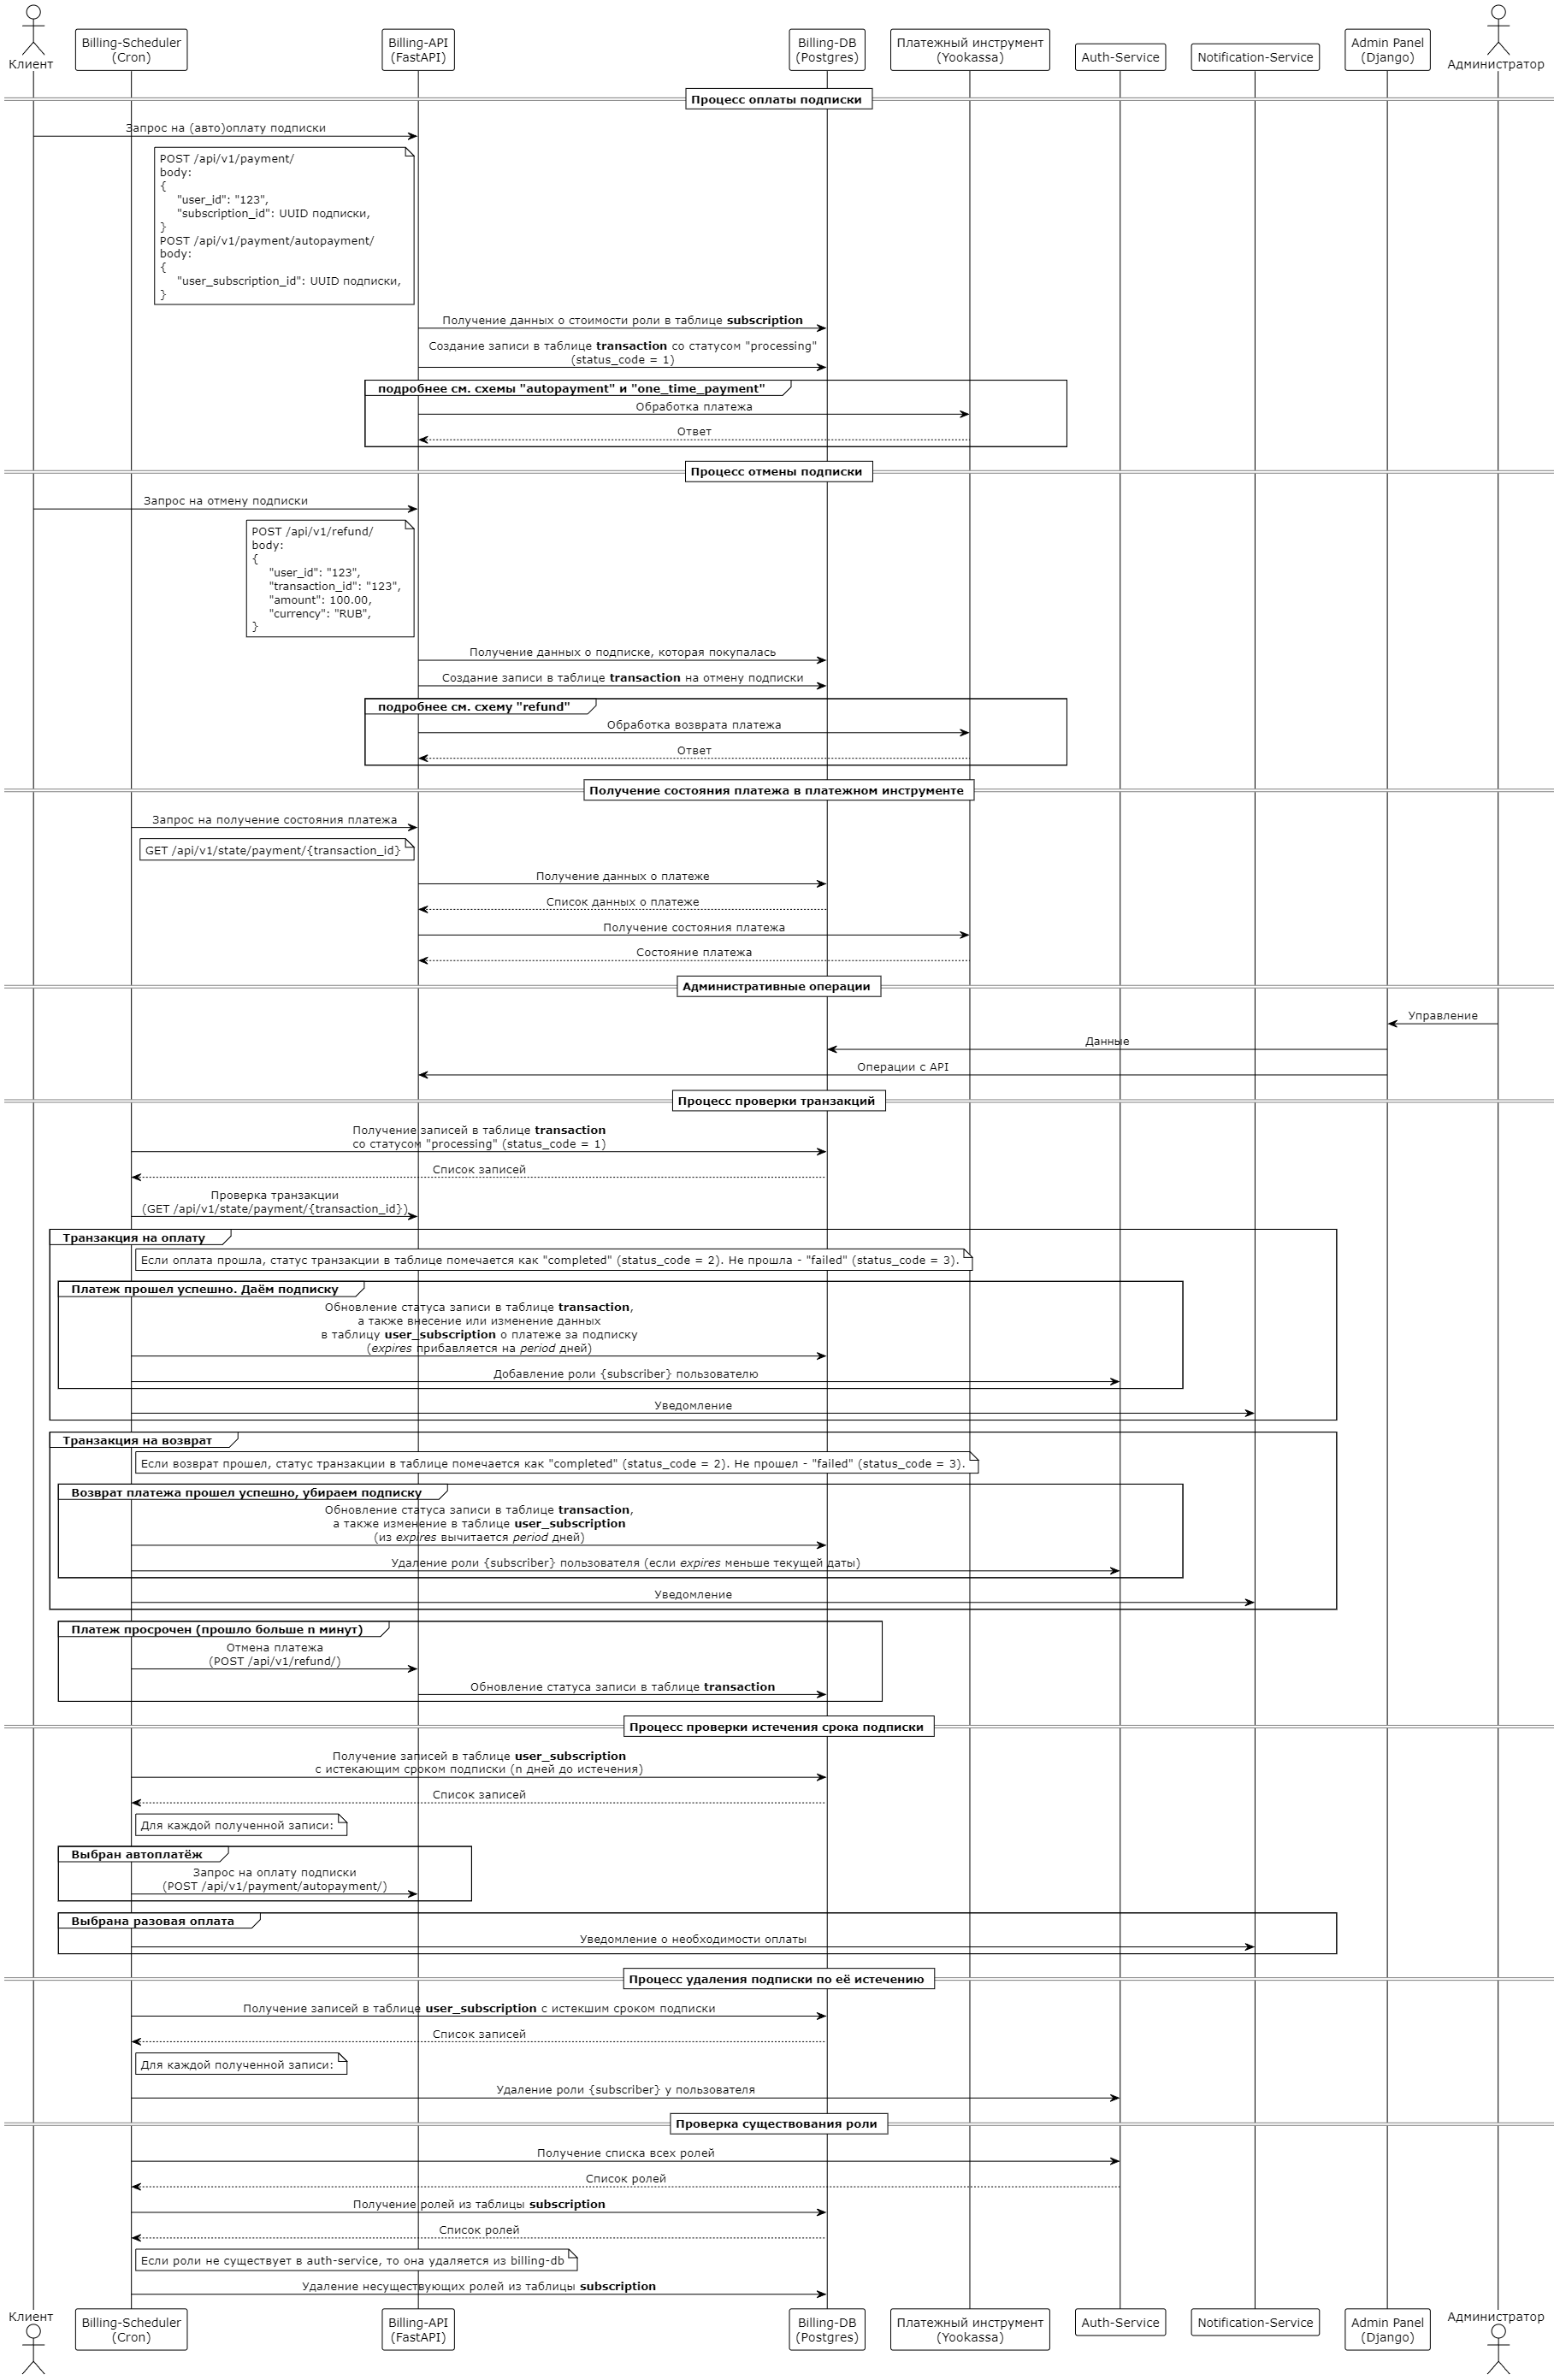 Клиент
Billing-Scheduler
(Cron)
Billing-API
(FastAPI)
Billing-DB
(Postgres)
Платежный инструмент
(Yookassa)
Auth-Service
Notification-Service
Admin Panel
(Django)
Администратор
Процесс оплаты подписки
Запрос на (авто)оплату подписки
POST /api/v1/payment/
body:
{
"user_id": "123",
"subscription_id": UUID подписки,
}
POST /api/v1/payment/autopayment/
body:
{
"user_subscription_id": UUID подписки,
}
Получение данных о стоимости роли в таблице subscription
Создание записи в таблице transaction со статусом "processing"
(status_code = 1)
подробнее см. схемы "autopayment" и "one_time_payment"
Обработка платежа
Ответ
Процесс отмены подписки
Запрос на отмену подписки
POST /api/v1/refund/
body:
{
"user_id": "123",
"transaction_id": "123",
"amount": 100.00,
"currency": "RUB",
}
Получение данных о подписке, которая покупалась
Создание записи в таблице transaction на отмену подписки
подробнее см. схему "refund"
Обработка возврата платежа
Ответ
Получение состояния платежа в платежном инструменте
Запрос на получение состояния платежа
GET /api/v1/state/payment/{transaction_id}
Получение данных о платеже
Список данных о платеже
Получение состояния платежа
Состояние платежа
Административные операции
Управление
Данные
Операции с API
Процесс проверки транзакций
Получение записей в таблице transaction
со статусом "processing" (status_code = 1)
Список записей
Проверка транзакции
(GET /api/v1/state/payment/{transaction_id})
Транзакция на оплату
Если оплата прошла, статус транзакции в таблице помечается как "completed" (status_code = 2). Не прошла - "failed" (status_code = 3).
Платеж прошел успешно. Даём подписку
Обновление статуса записи в таблице transaction,
а также внесение или изменение данных
в таблицу user_subscription о платеже за подписку
(expires прибавляется на period дней)
Добавление роли {subscriber} пользователю
Уведомление
Транзакция на возврат
Если возврат прошел, статус транзакции в таблице помечается как "completed" (status_code = 2). Не прошел - "failed" (status_code = 3).
Возврат платежа прошел успешно, убираем подписку
Обновление статуса записи в таблице transaction,
а также изменение в таблице user_subscription
(из expires вычитается period дней)
Удаление роли {subscriber} пользователя (если expires меньше текущей даты)
Уведомление
Платеж просрочен (прошло больше n минут)
Отмена платежа
(POST /api/v1/refund/)
Обновление статуса записи в таблице transaction
Процесс проверки истечения срока подписки
Получение записей в таблице user_subscription
с истекающим сроком подписки (n дней до истечения)
Список записей
Для каждой полученной записи:
Выбран автоплатёж
Запрос на оплату подписки
(POST /api/v1/payment/autopayment/)
Выбрана разовая оплата
Уведомление о необходимости оплаты
Процесс удаления подписки по её истечению
Получение записей в таблице user_subscription с истекшим сроком подписки
Список записей
Для каждой полученной записи:
Удаление роли {subscriber} у пользователя
Проверка существования роли
Получение списка всех ролей
Список ролей
Получение ролей из таблицы subscription
Список ролей
Если роли не существует в auth-service, то она удаляется из billing-db
Удаление несуществующих ролей из таблицы subscription
Клиент
Billing-Scheduler
(Cron)
Billing-API
(FastAPI)
Billing-DB
(Postgres)
Платежный инструмент
(Yookassa)
Auth-Service
Notification-Service
Admin Panel
(Django)
Администратор